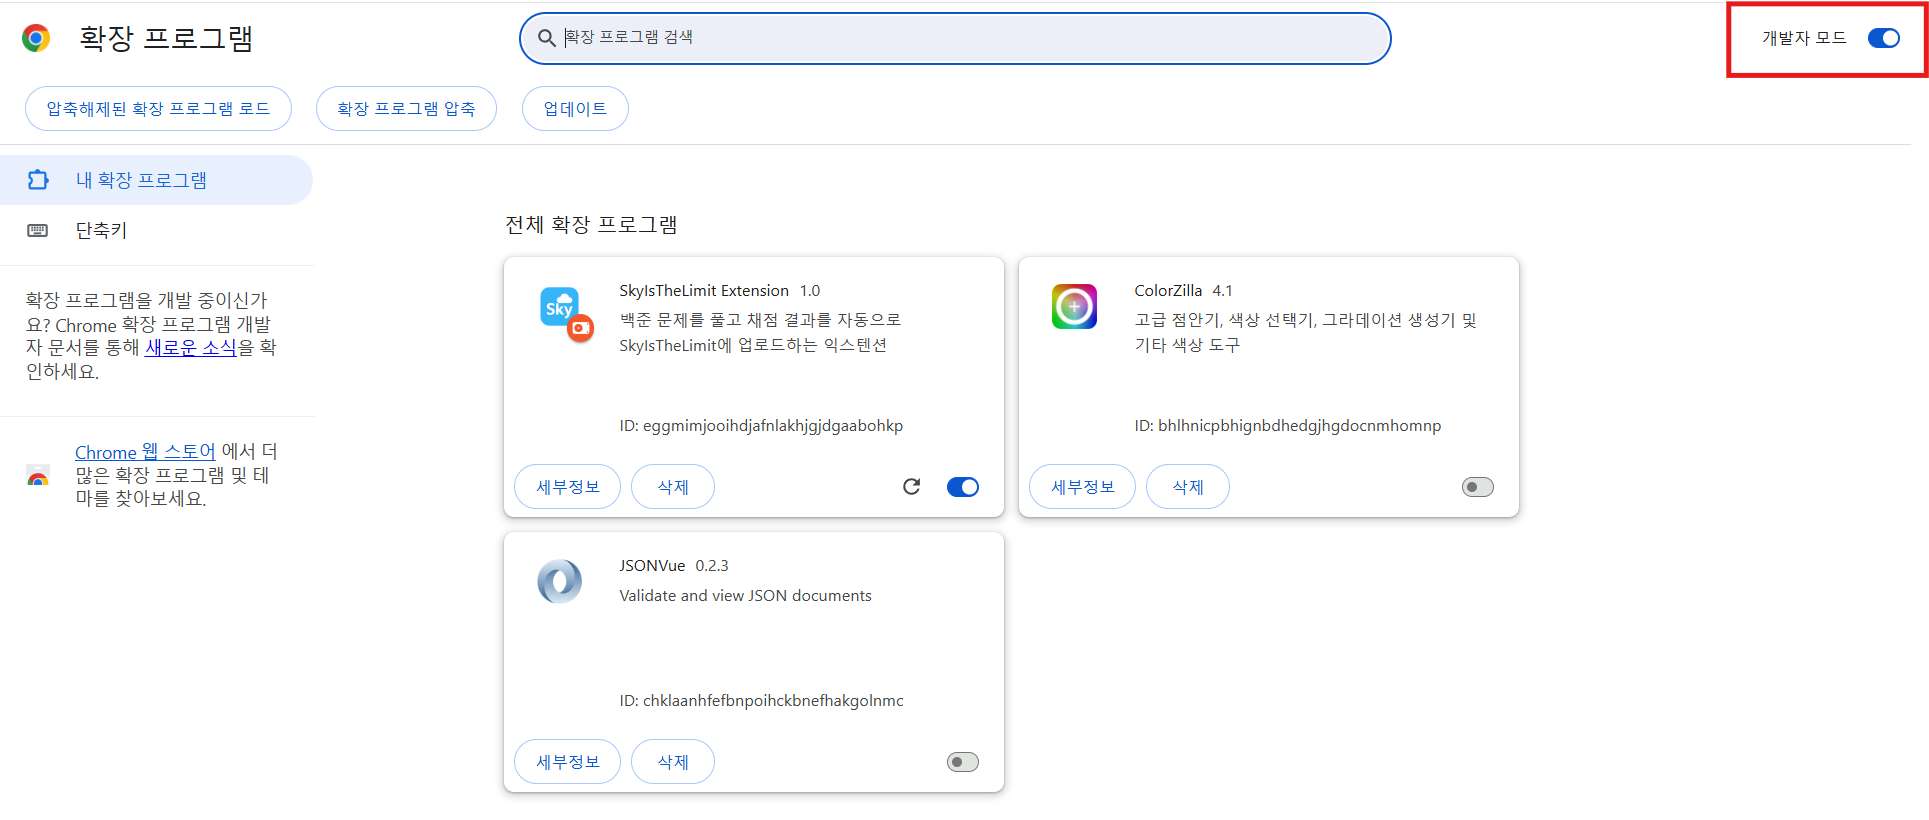 확장 프로그램
확장 프로그램 검색
개발자 모드
압축해제된 확장 프로그램 로드
확장 프로그램 압축
업데이트
내 확장 프로그램
단축키
확장 프로그램을 개발 중이신가
요? Chrome 확장 프로그램 개발
자 문서를 통해 새로운 소식을 확
인하세요.
Chrome 웹 스토어 에서 더
많은 확장 프로그램 및 테
마를 찾아보세요.
전체 확장 프로그램
Sky
SkyIsTheLimit Extension 1.0
백준 문제를 풀고 채점 결과를 자동으로
SkyIsTheLimit에 업로드하는 익스텐션
ID: eggmimjooihdjafnlakhjgjdgaabohkp
세부정보
삭제
ColorZilla 4.1
고급 점안기, 색상 선택기, 그라데이션 생성기 및
기타 색상 도구
ID: bhlhnicpbhignbdhedgjhgdocnmhomnp
세부정보
삭제
JSONVue 0.2.3
Validate and view JSON documents
ID: chklaanhfefbnpoihckbnefhakgolnmc
세부정보
삭제